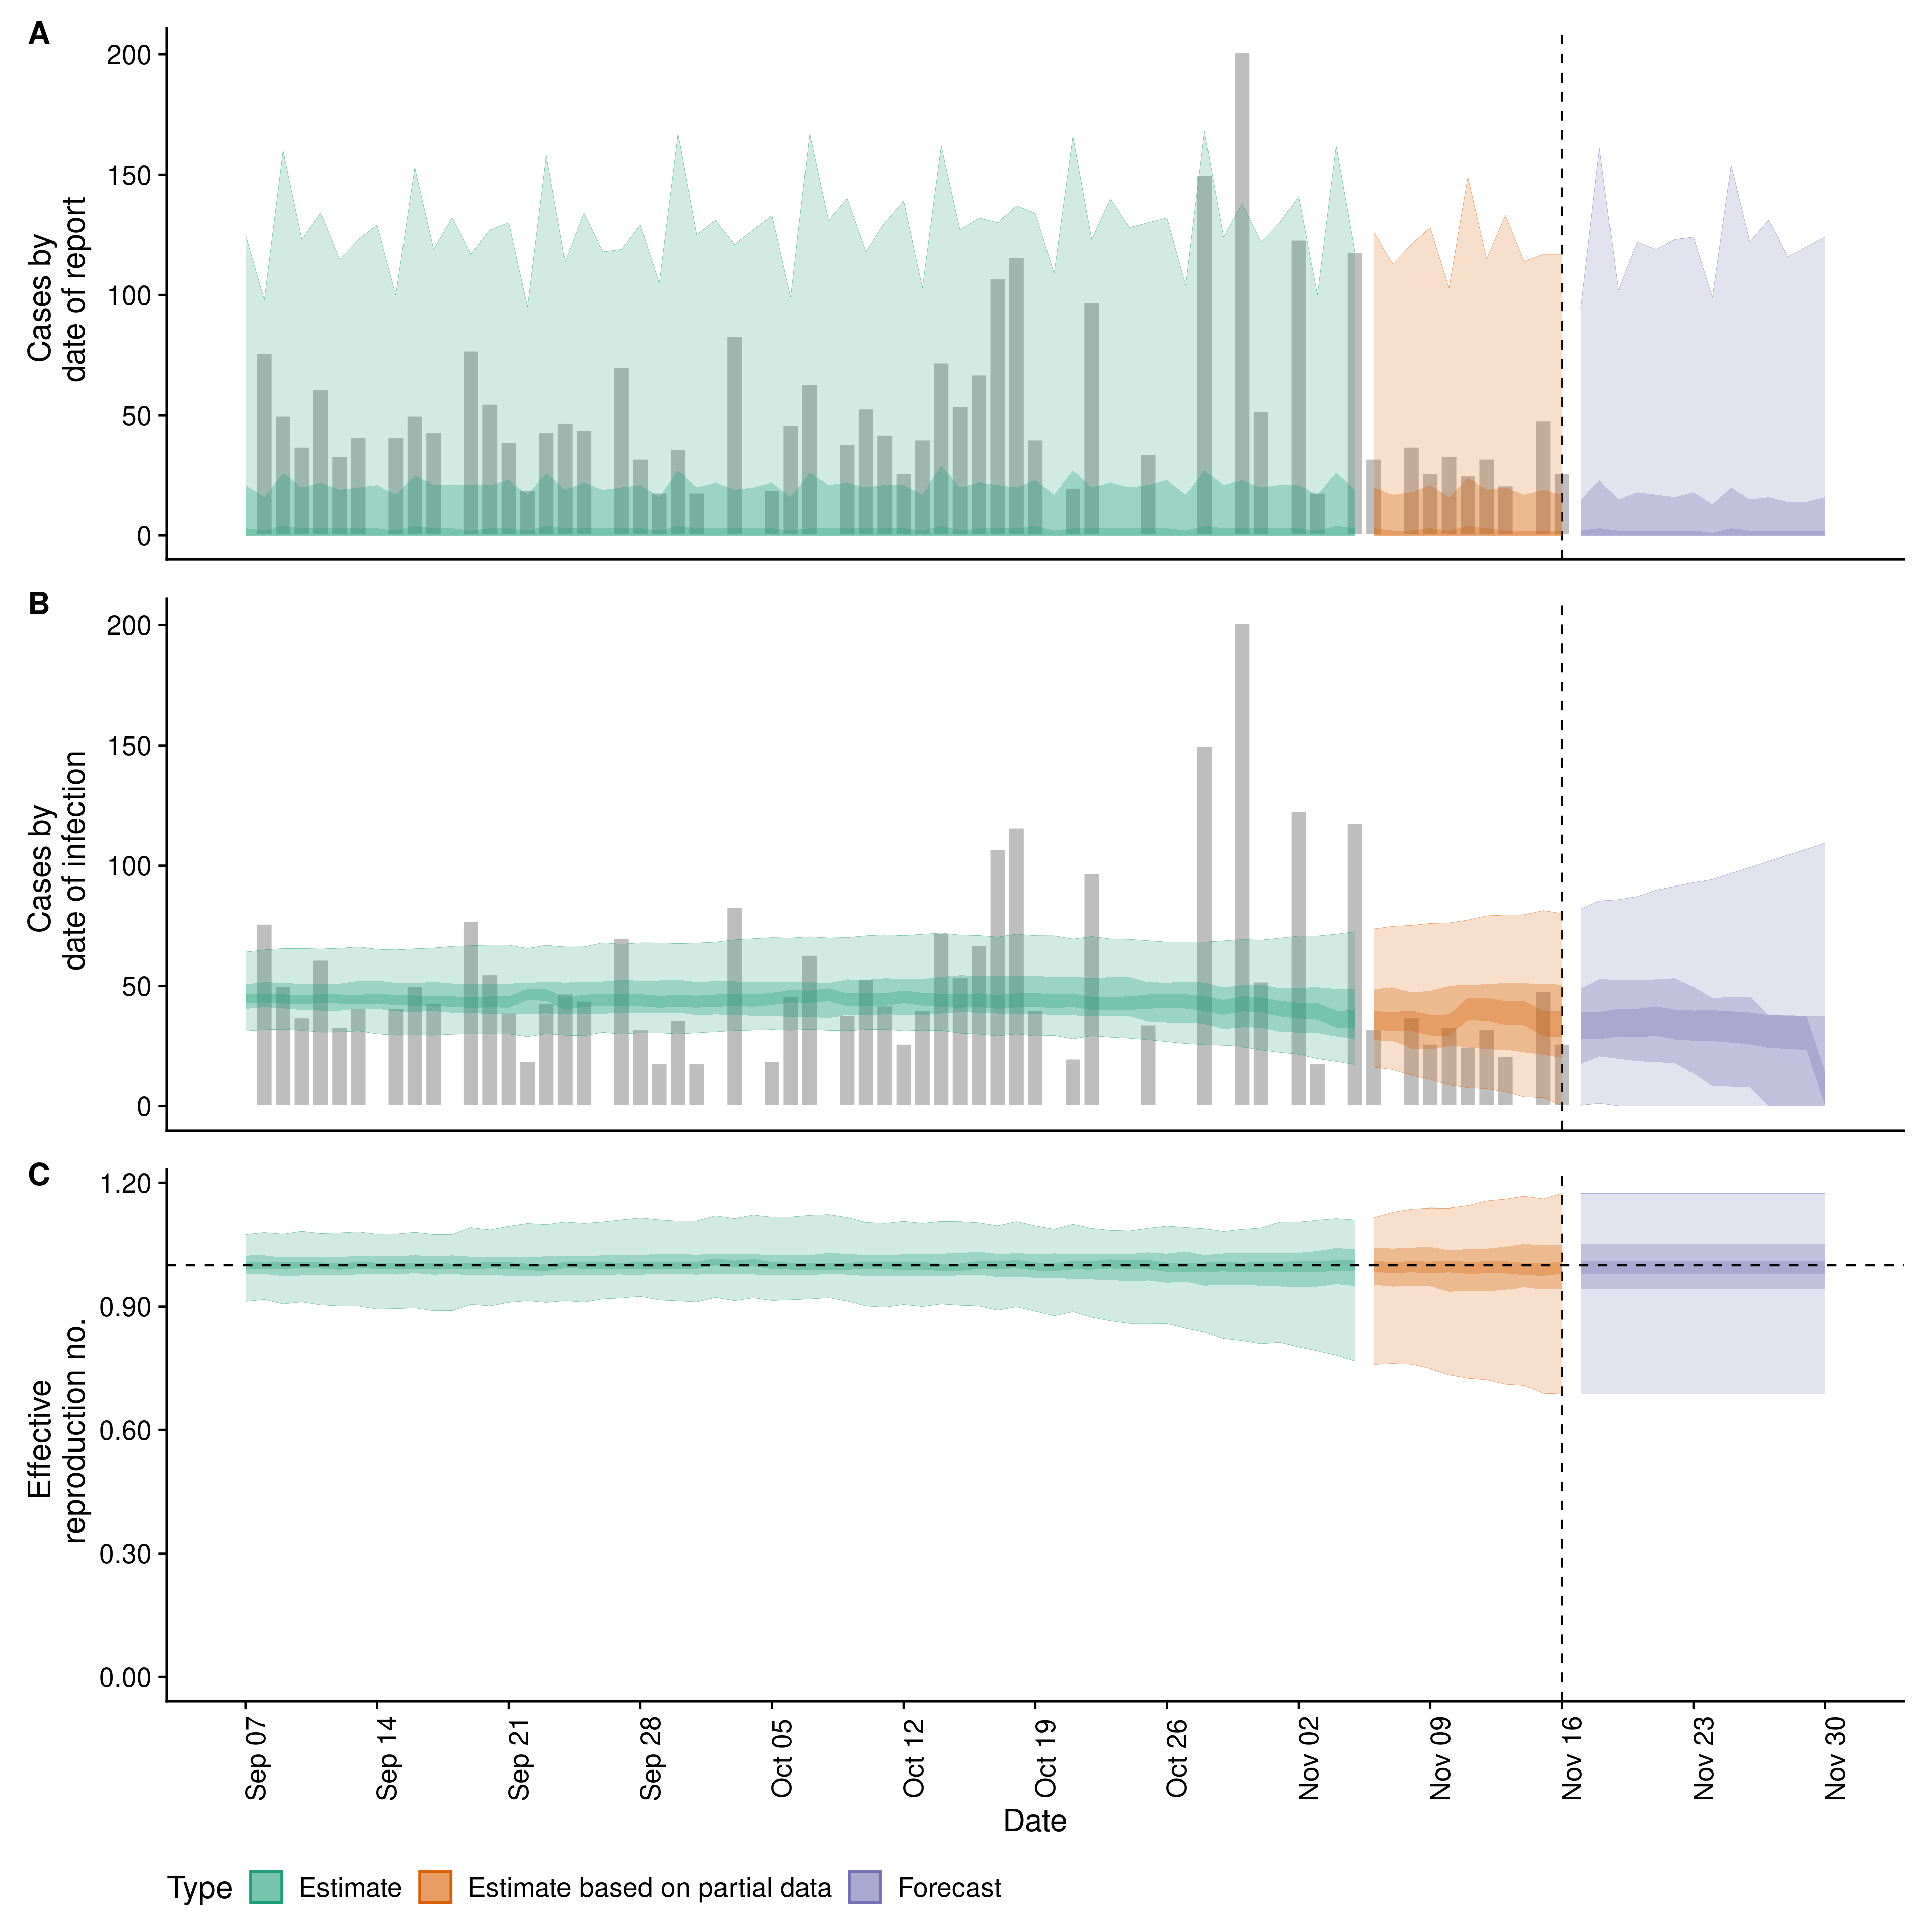 A
Cases by
date of report
200
150
100
50
0
B
Cases by
date of infection
200
150
100
50
0
C
Effective
reproduction no.
1.20
0.90
0.60
0.30
0.00
Sep 07
Sep 14
Sep 21
Sep 28
Oct 05
Oct 12
Oct 19
Oct 26
Nov 02
Nov 09
Nov 16
Nov 23
Nov 30
Date
Type Estimate Estimate based on partial data Forecast